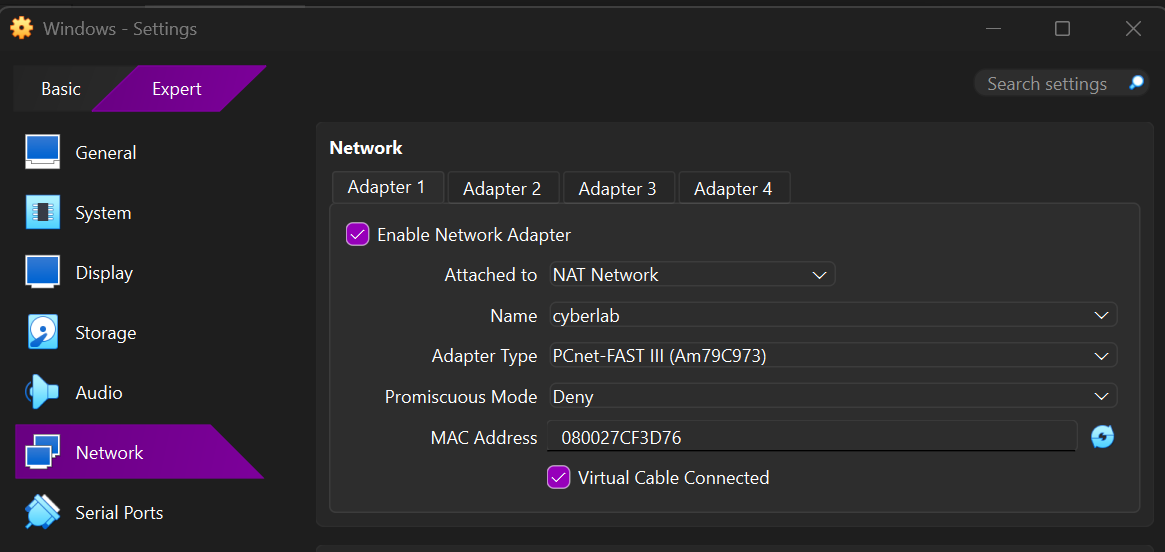 Windows - Settings
Basic Expert Search settings
General
System
Display
Storage
Audio
Network
Serial Ports
Network
Adapter 1 Adapter 2 Adapter 3 Adapter 4
Enable Network Adapter
Attached to NAT Network
Name cyberlab
Adapter Type PCnet-FAST III (Am79C973)
Promiscuous Mode Deny
MAC Address 080027CF3D76
Virtual Cable Connected